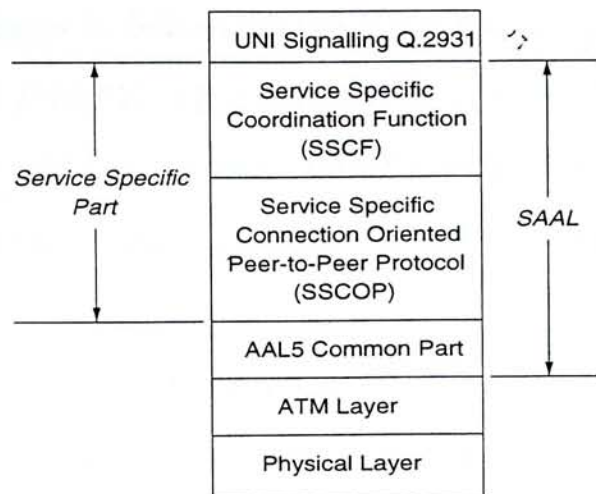 UNI Signalling Q.2931
Service Specific
Coordination Function
(SSCF)
Service Specific
Part
Service Specific
Connection Oriented
Peer-to-Peer Protocol
(SSCOP)
SAAL
AAL5 Common Part
ATM Layer
Physical Layer